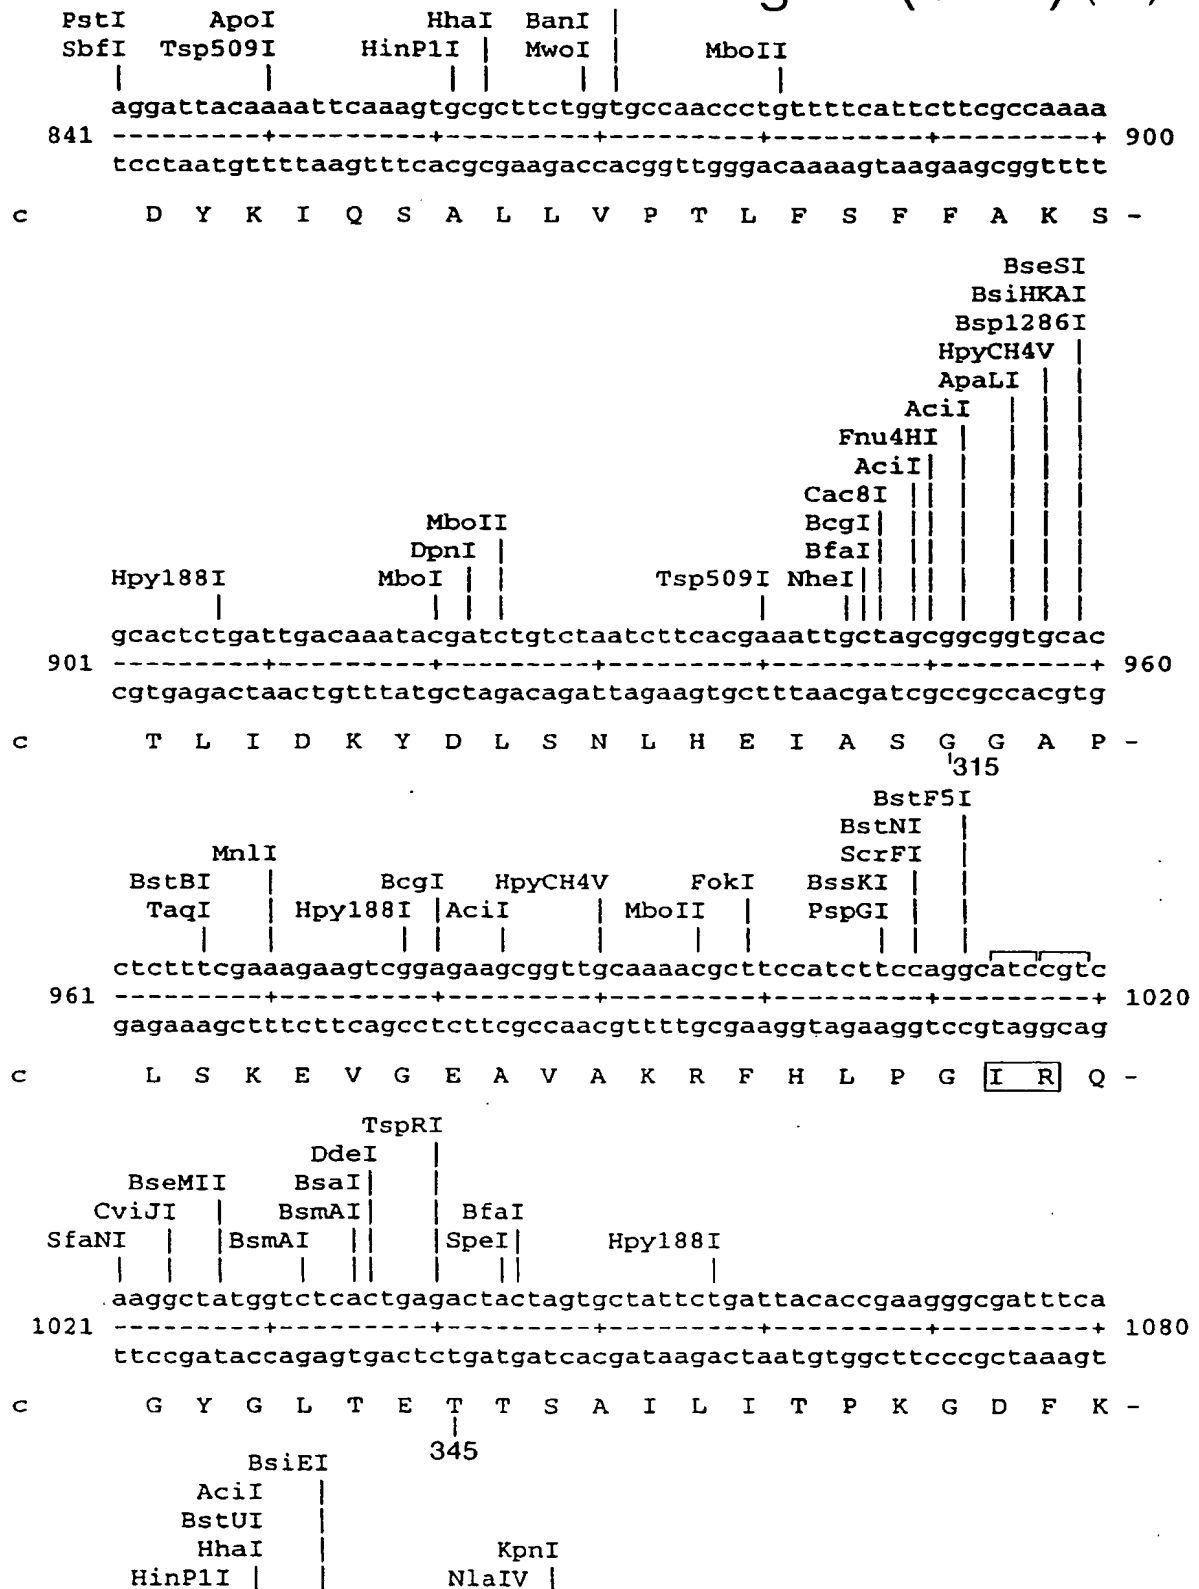 PstI ApoI HhaI BanI
SbfI Tsp509I HinP1I MwoI MboII
aggattacaaaattcaaagtgcgcttctggtgccaaccctgttttcattcttcgccaaaa
841 ---------+---------+---------+---------+---------+---------+ 900
tcctaatgttttaagtttcacgcgaagaccacggttgggacaaaagtaagaagcggtttt
c D Y K I Q S A L L V P T L F S F F A K S -
BseSI
BsiHKAI
Bsp1286I
HpyCH4V
ApaLI
AciI
Fnu4HI
AciI
Cac8I
MboII BcgI
DpnI BfaI
Hpy188I MboI Tsp509I NheI
gcactctgattgacaaatacgatctgtctaatcttcacgaaattgctagcggcggtgcac
901 ---------+---------+---------+---------+---------+---------+ 960
cgtgagactaactgtttatgctagacagattagaagtgctttaacgatcgccgccacgtg
c T L I D K Y D L S N L H E I A S G G A P -
315
BstF5I
BstNI
MnlI ScrFI
BstBI BcgI HpyCH4V FokI BssKI
TaqI Hpy188I AciI MboII PspGI
ctctttcgaaagaagtcggagaagcggttgcaaaacgcttccatcttccaggcatccgtc
961 ---------+---------+---------+---------+---------+---------+ 1020
gagaaagctttcttcagcctcttcgccaacgttttgcgaaggtagaaggtccgtaggcag
c L S K E V G E A V A K R F H L P G I R Q -
TspRI
DdeI
BseMII BsaI
CviJI BsmAI BfaI
SfaNI BsmAI SpeI Hpy188I
aaggctatggtctcactgagactactagtgctattctgattacaccgaagggcgatttca
1021 ---------+---------+---------+---------+---------+---------+ 1080
ttccgataccagagtgactctgatgatcacgataagactaatgtggcttcccgctaaagt
c G Y G L T E T T S A I L I T P K G D F K -
345
BsiEI
AciI
BstUI
HhaI KpnI
HinP1I NlaIV